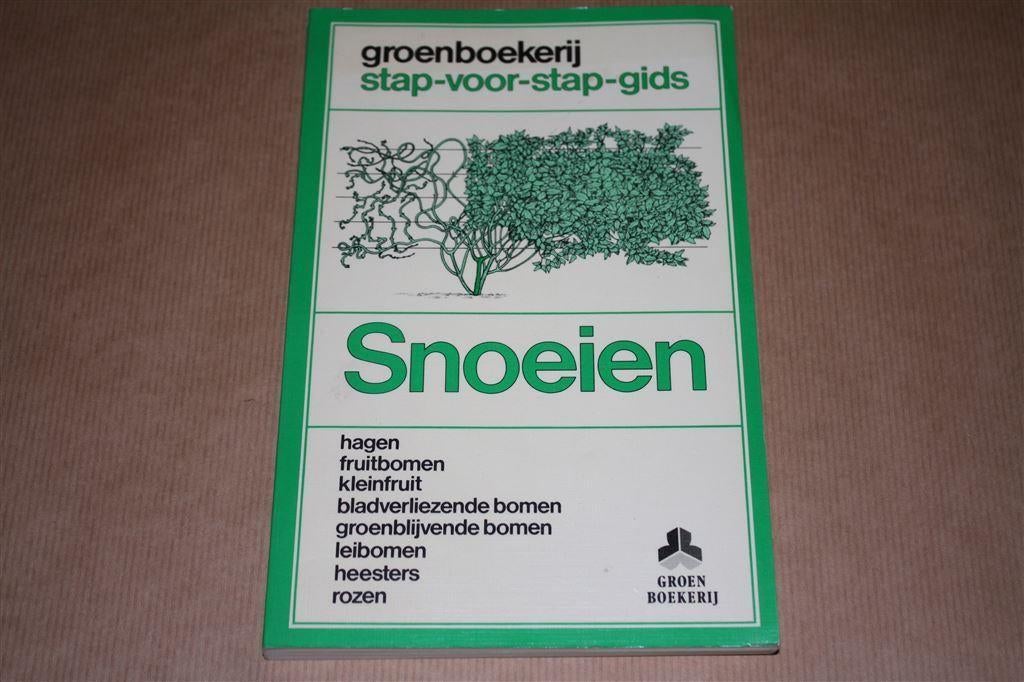 groenboekerij
stap-voor-stap-gids
Snoeien
hagen
fruitbomen
kleinfruit
bladverliezende bomen
groenblijvende bomen
leibomen
heesters
rozen
GROEN
BOEKERIJ